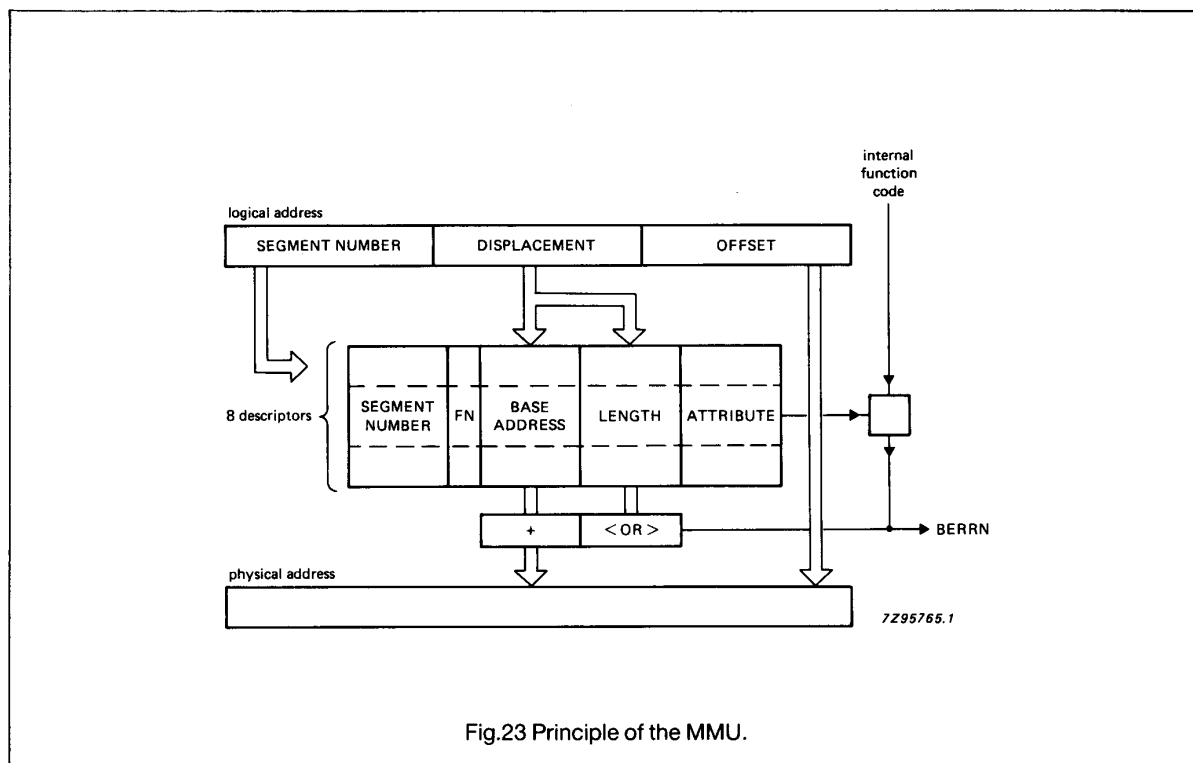 internal
function
code
logical address
SEGMENT NUMBER DISPLACEMENT OFFSET
8 descriptors
SEGMENT
NUMBER
FN
BASE
ADDRESS
LENGTH
ATTRIBUTE
+
<OR>
BERRN
physical address
7Z95765.1
Fig.23 Principle of the MMU.